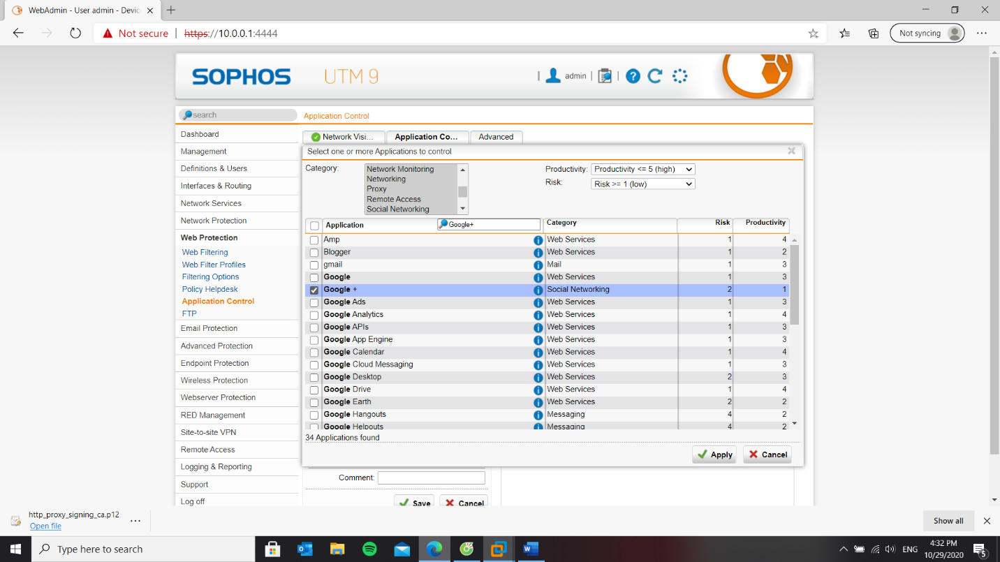 WebAdmin - User admin - Devic
Not secure
https://10.0.0.1:4444
Not syncing
SOPHOS UTM 9
admin
search
Application Control
Dashboard
Management
Definitions & Users
Interfaces & Routing
Network Services
Network Protection
Web Protection
Web Filtering
Web Filter Profiles
Filtering Options
Policy Helpdesk
Application Control
FTP
Email Protection
Advanced Protection
Endpoint Protection
Wireless Protection
Webserver Protection
RED Management
Site-to-site VPN
Remote Access
Logging & Reporting
Support
Log off
Network Visi... Application Co... Advanced
Select one or more Applications to control
Category:
Network Monitoring
Networking
Proxy
Remote Access
Social Networking
Productivity: Productivity <= 5 (high)
Risk: Risk >= 1 (low)
Application Google+ Category Risk Productivity
Amp Web Services 1 4
Blogger Web Services 1 2
gmail Mail 1 3
Google Web Services 1 3
Google + Social Networking 2 1
Google Ads Web Services 1 3
Google Analytics Web Services 1 4
Google APIs Web Services 1 3
Google App Engine Web Services 1 3
Google Calendar Web Services 1 4
Google Cloud Messaging Web Services 1 3
Google Desktop Web Services 2 3
Google Drive Web Services 1 4
Google Earth Web Services 2 2
Google Hangouts Messaging 4 2
Google Helpouts Messaging 4 2
34 Applications found
Apply Cancel
Comment:
Save Cancel
http_proxy_signing_ca.p12
Open file
Show all
Type here to search
ENG
4:32 PM
10/29/2020
5